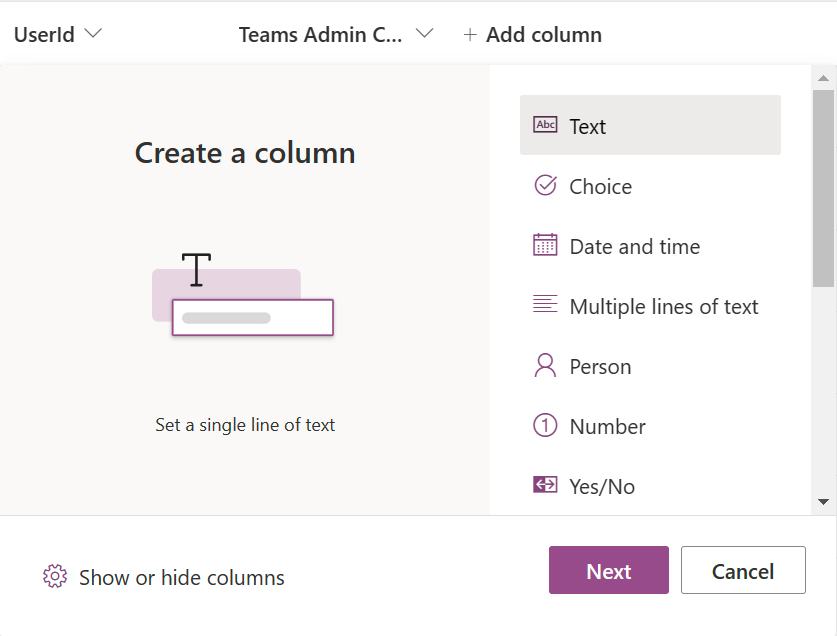 UserId
Teams Admin C...
+ Add column
Create a column
Set a single line of text
Abc Text
Choice
Date and time
Multiple lines of text
Person
1 Number
Yes/No
Show or hide columns
Next
Cancel